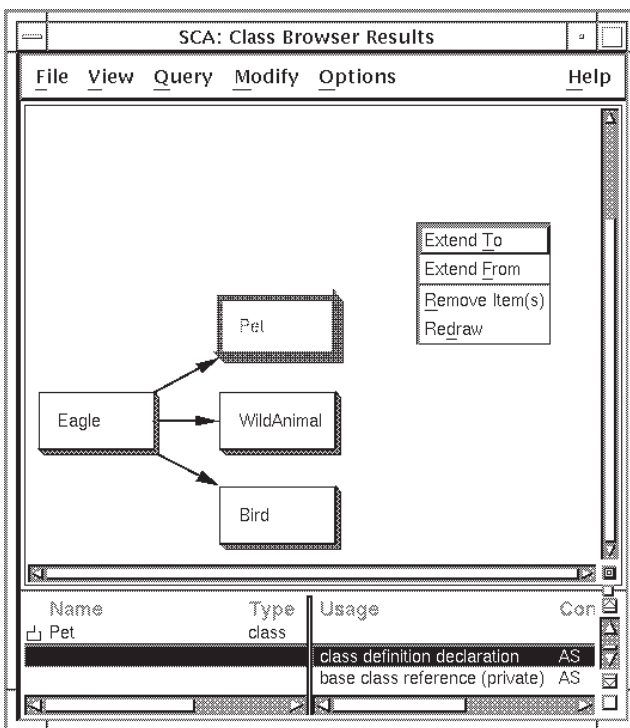 SCA: Class Browser Results
File View Query Modify Options Help
Extend To
Extend From
Remove Item(s)
Redraw
Pet
Eagle
WildAnimal
Bird
Name Type Usage Con
Pet class
class definition declaration AS
base class reference (private) AS